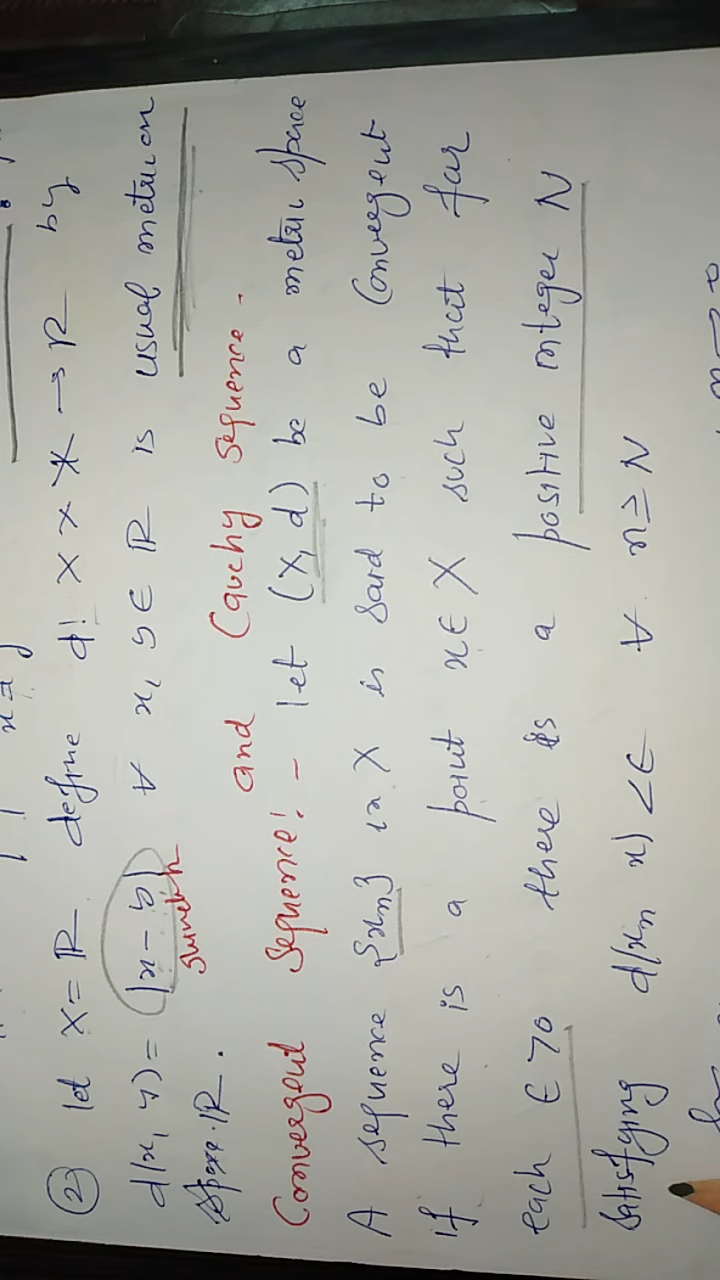 ② let X = ℝ define d: X × X → ℝ by
d(x, y) = |x - y| ∀ x, y ∈ ℝ is usual metric on
space ℝ.
and Cauchy sequence -
Convergent sequence: - let (X, d) be a metric space
A sequence {xn} in X is said to be Convergent
if there is a point x ∈ X such that for
each ∈ > 0 there is a positive integer N
satisfying d(xn x) < ∈ ∀ n ≥ N